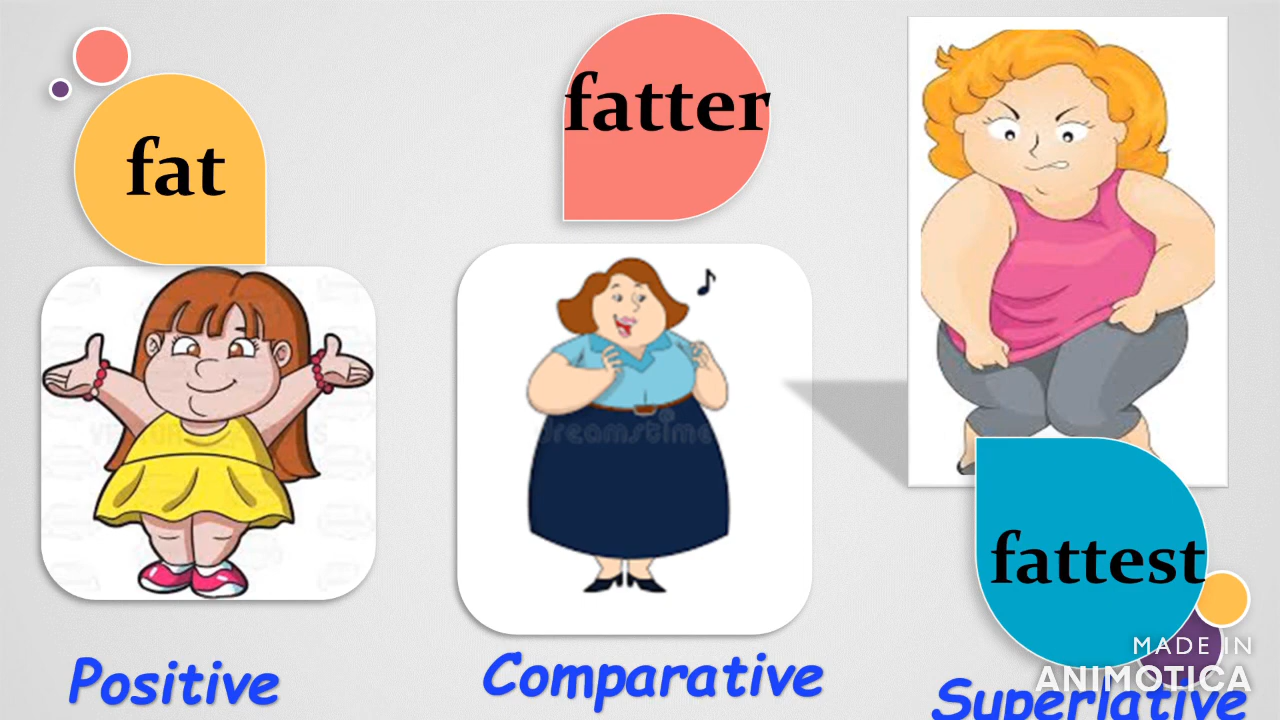 fat
fatter
fattest
dreamstime
Positive
Comparative
Superlative
MADE IN
ANIMOTICA